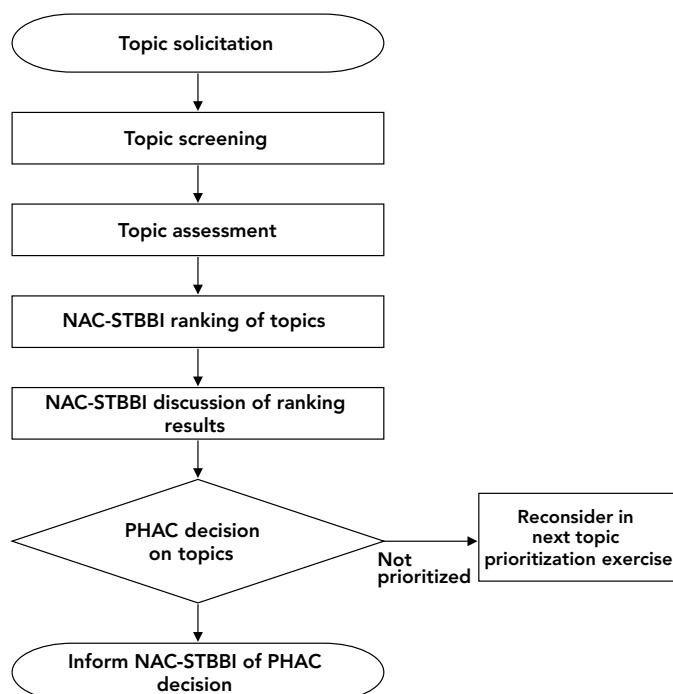 Topic solicitation
Topic screening
Topic assessment
NAC-STBBI ranking of topics
NAC-STBBI discussion of ranking
results
PHAC decision
on topics
Not
prioritized
Reconsider in
next topic
prioritization exercise
Inform NAC-STBBI of PHAC
decision